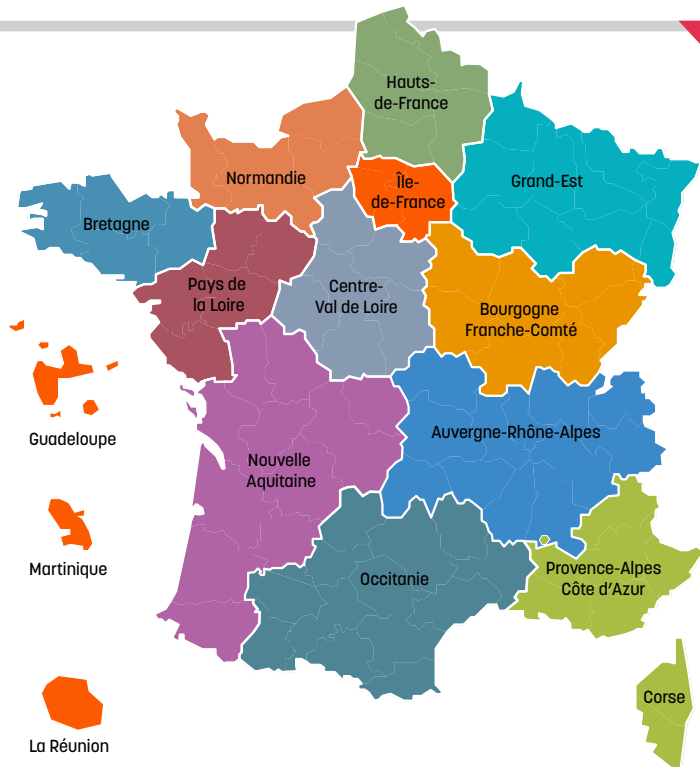 Hauts-
de-France
Normandie
Île-
de-France
Grand-Est
Bretagne
Pays de
la Loire
Centre-
Val de Loire
Bourgogne
Franche-Comté
Guadeloupe
Auvergne-Rhône-Alpes
Nouvelle
Aquitaine
Martinique
Occitanie
Provence-Alpes
Côte d'Azur
Corse
La Réunion